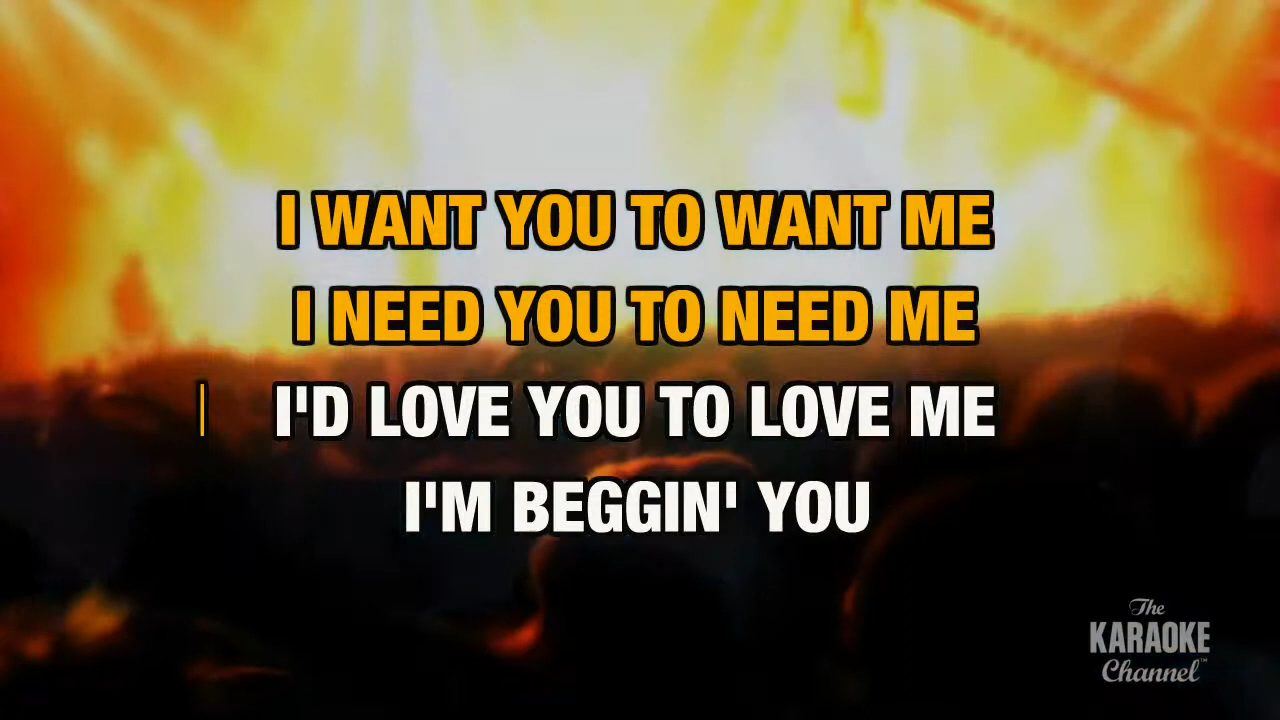 I WANT YOU TO WANT ME
I NEED YOU TO NEED ME
I'D LOVE YOU TO LOVE ME
I'M BEGGIN' YOU
The
KARAOKE
Channel™